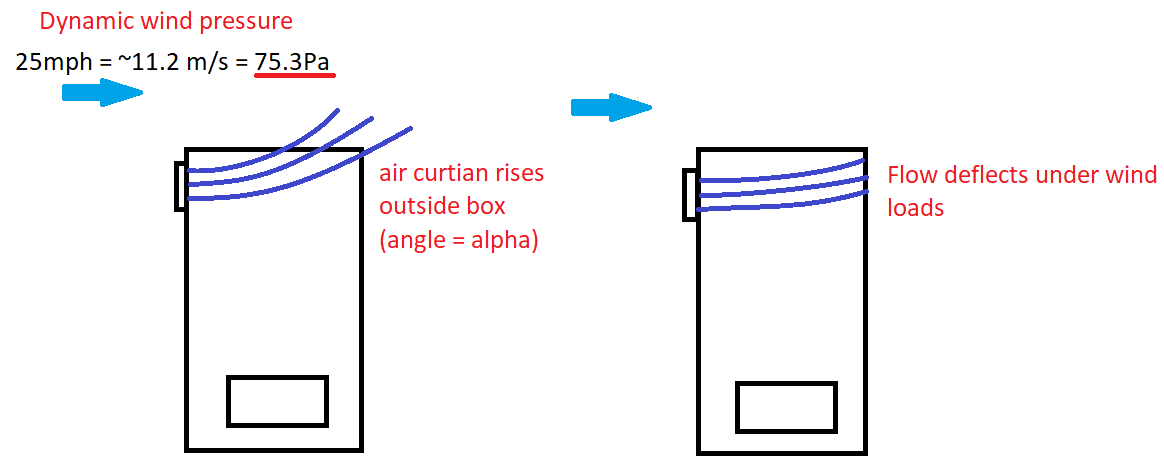 Dynamic wind pressure
25mph = ~11.2 m/s = 75.3Pa
air curtian rises
outside box
(angle = alpha)
Flow deflects under wind
loads